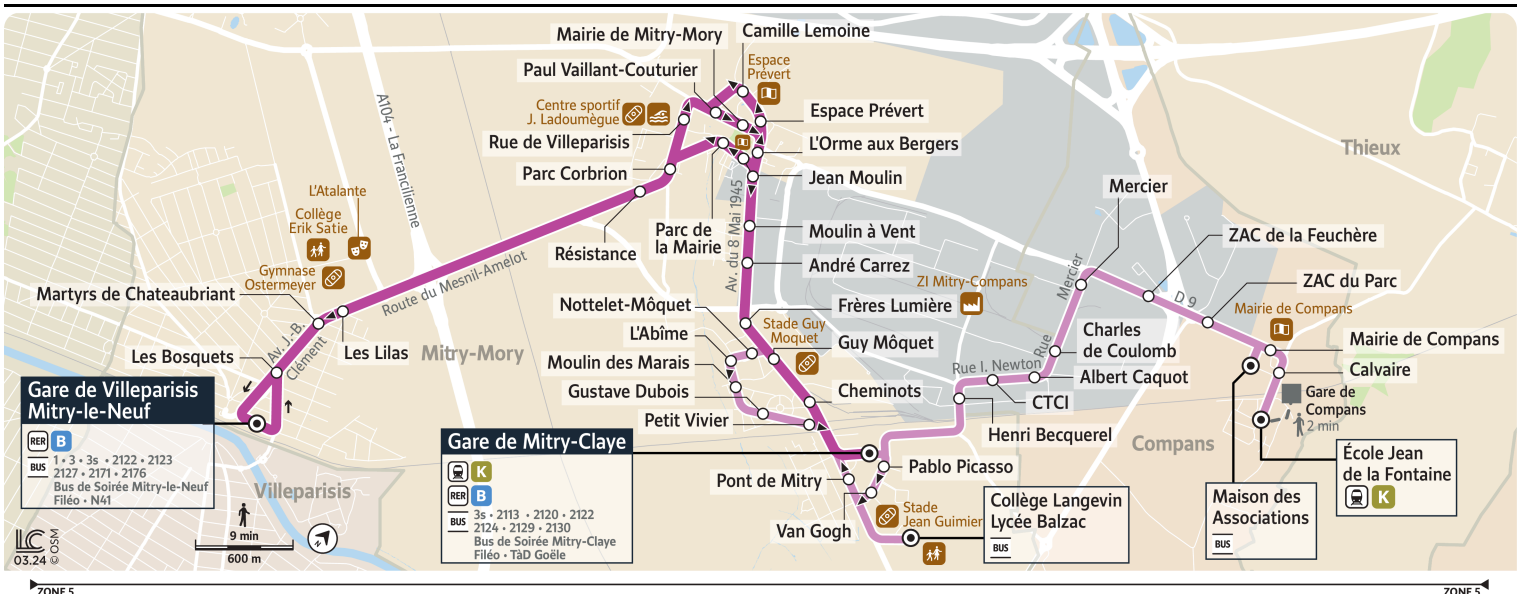 Mairie de Mitry-Mory
Camille Lemoine
Paul Vaillant-Couturier
Espace
Prévert
Centre sportif
J. Ladoumègue
Espace Prévert
Rue de Villeparisis
L'Orme aux Bergers
Thieux
Parc Corbrion
Jean Moulin
A104 - La Francilienne
Mercier
L'Atalante
Collège
Erik Satie
Parc de
la Mairie
Av. du 8 Mai 1945
Moulin à Vent
ZAC de la Feuchère
Résistance
André Carrez
Gymnase
Ostermeyer
Route du Mesnil-Amelot
ZI Mitry-Compans
Rue Mercier
ZAC du Parc
D 9
Martyrs de Chateaubriant
Nottelet-Môquet
Frères Lumière
Mairie de Compans
L'Abîme
Stade Guy
Moquet
Guy Môquet
Charles
de Coulomb
Mairie de Compans
Av. J.-B.
Clément
Les Bosquets
Les Lilas
Mitry-Mory
Moulin des Marais
Rue I. Newton
Albert Caquot
Calvaire
Gare de Villeparisis
Mitry-le-Neuf
Gustave Dubois
Cheminots
CTCI
Gare de
Compans
2 min
Petit Vivier
Henri Becquerel
RER B
BUS
1 • 3 • 3s • 2122 • 2123
2127 • 2171 • 2176
Bus de Soirée Mitry-le-Neuf
Filéo • N41
Gare de Mitry-Claye
K
RER B
BUS
3s • 2113 • 2120 • 2122
2124 • 2129 • 2130
Bus de Soirée Mitry-Claye
Filéo • TàD Goële
Compans
Pablo Picasso
École Jean
de la Fontaine
K
Pont de Mitry
Villeparisis
Van Gogh
Stade
Jean Guimier
Collège Langevin
Lycée Balzac
BUS
Maison des
Associations
BUS
LC
03.24 © OSM
9 min
600 m
N
ZONE 5
ZONE 5